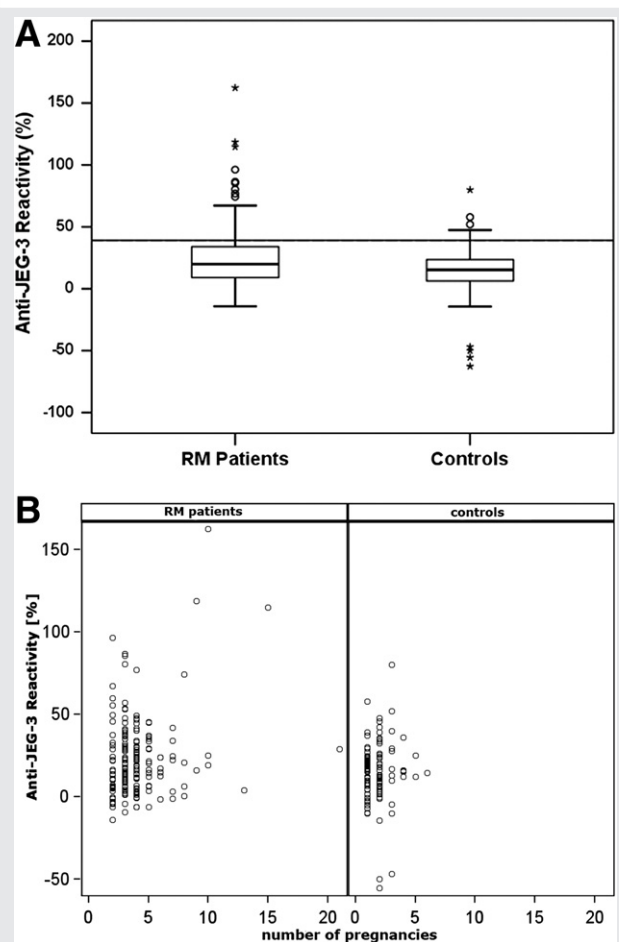 A
200
150
100
50
0
-50
-100
Anti-JEG-3 Reactivity (%)
RM Patients Controls
B
RM patients controls
150
100
50
0
-50
Anti-JEG-3 Reactivity [%]
0 5 10 15 20 0 5 10 15 20
number of pregnancies